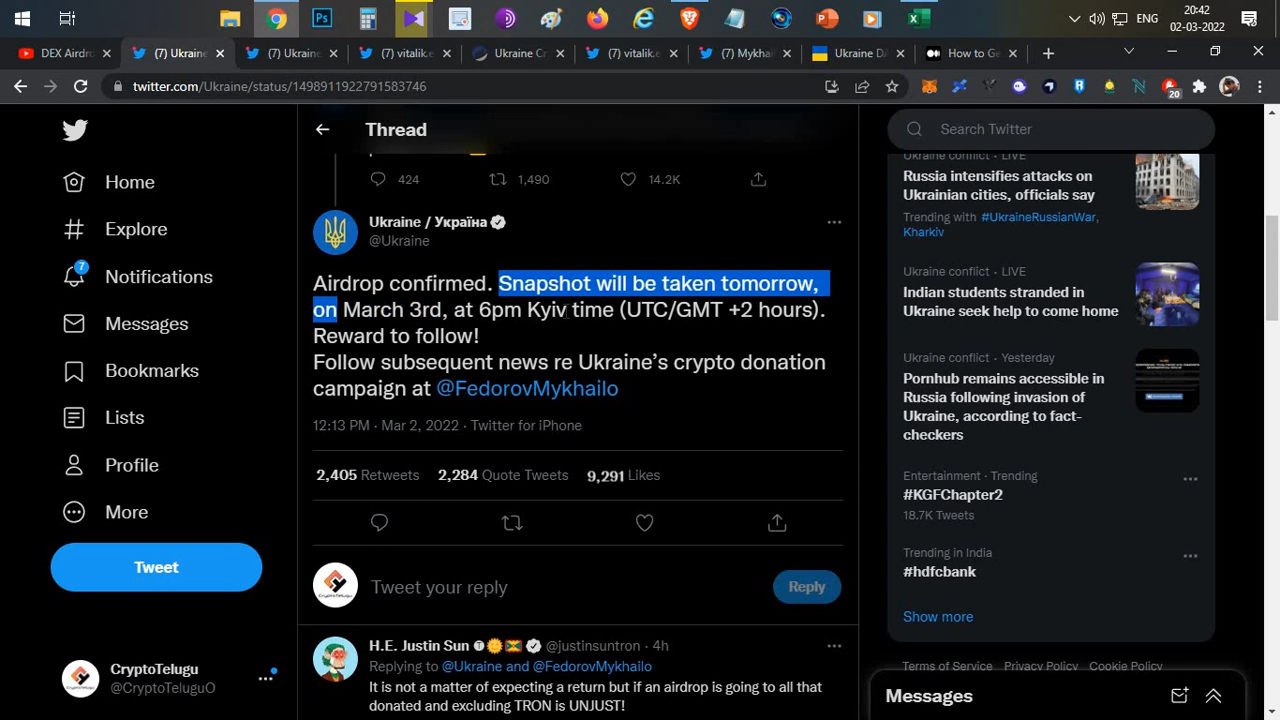 20:42
ENG
02-03-2022
DEX Airdro
(7) Ukraine
(7) Ukraine
(7) vitalik.e
Ukraine Cr
(7) vitalik.e
(7) Mykhai
Ukraine DA
How to Ge
twitter.com/Ukraine/status/1498911922791583746
20
Thread
Search Twitter
Home
Explore
7
Notifications
Messages
Bookmarks
Lists
Profile
More
Tweet
CryptoTelugu
@CryptoTeluguO
424
1,490
14.2K
Ukraine / Україна
@Ukraine
Airdrop confirmed. Snapshot will be taken tomorrow,
on March 3rd, at 6pm Kyiv time (UTC/GMT +2 hours).
Reward to follow!
Follow subsequent news re Ukraine’s crypto donation
campaign at @FedorovMykhailo
12:13 PM · Mar 2, 2022 · Twitter for iPhone
2,405 Retweets 2,284 Quote Tweets 9,291 Likes
Tweet your reply
Reply
H.E. Justin Sun @justinsuntron · 4h
Replying to @Ukraine and @FedorovMykhailo
It is not a matter of expecting a return but if an airdrop is going to all that
donated and excluding TRON is UNJUST!
Ukraine conflict · LIVE
Russia intensifies attacks on
Ukrainian cities, officials say
Trending with #UkraineRussianWar,
Kharkiv
Ukraine conflict · LIVE
Indian students stranded in
Ukraine seek help to come home
Ukraine conflict · Yesterday
Pornhub remains accessible in
Russia following invasion of
Ukraine, according to fact-
checkers
Entertainment · Trending
#KGFChapter2
18.7K Tweets
Trending in India
#hdfcbank
Show more
Terms of Service Privacy Policy Cookie Policy
Messages